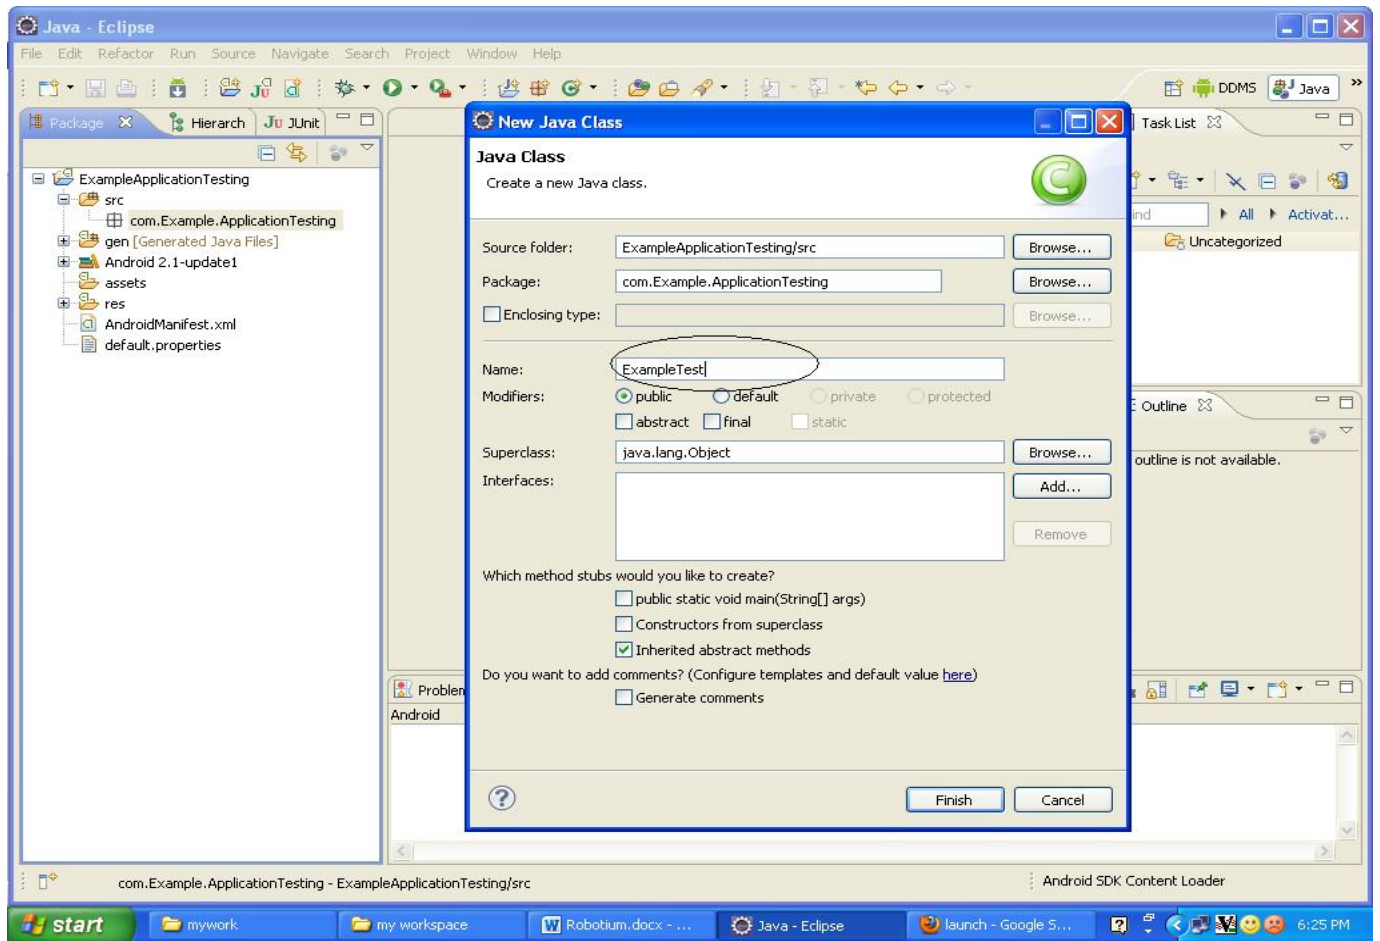 Java - Eclipse
File Edit Refactor Run Source Navigate Search Project Window Help
DDMS Java »
Package Hierarch Ju JUnit
ExampleApplicationTesting
src
com.Example.ApplicationTesting
gen [Generated Java Files]
Android 2.1-update1
assets
res
AndroidManifest.xml
default.properties
New Java Class
Java Class
Create a new Java class.
Source folder: ExampleApplicationTesting/src Browse...
Package: com.Example.ApplicationTesting Browse...
Enclosing type: Browse...
Name: ExampleTest
Modifiers: public default private protected
abstract final static
Superclass: java.lang.Object Browse...
Interfaces: Add...
Remove
Which method stubs would you like to create?
public static void main(String[] args)
Constructors from superclass
Inherited abstract methods
Do you want to add comments? (Configure templates and default value here)
Generate comments
? Finish Cancel
Task List
nd All Activat...
Uncategorized
Outline
outline is not available.
Problem
Android
com.Example.ApplicationTesting - ExampleApplicationTesting/src
Android SDK Content Loader
start mywork my workspace Robotium.docx - ... Java - Eclipse launch - Google S... 6:25 PM